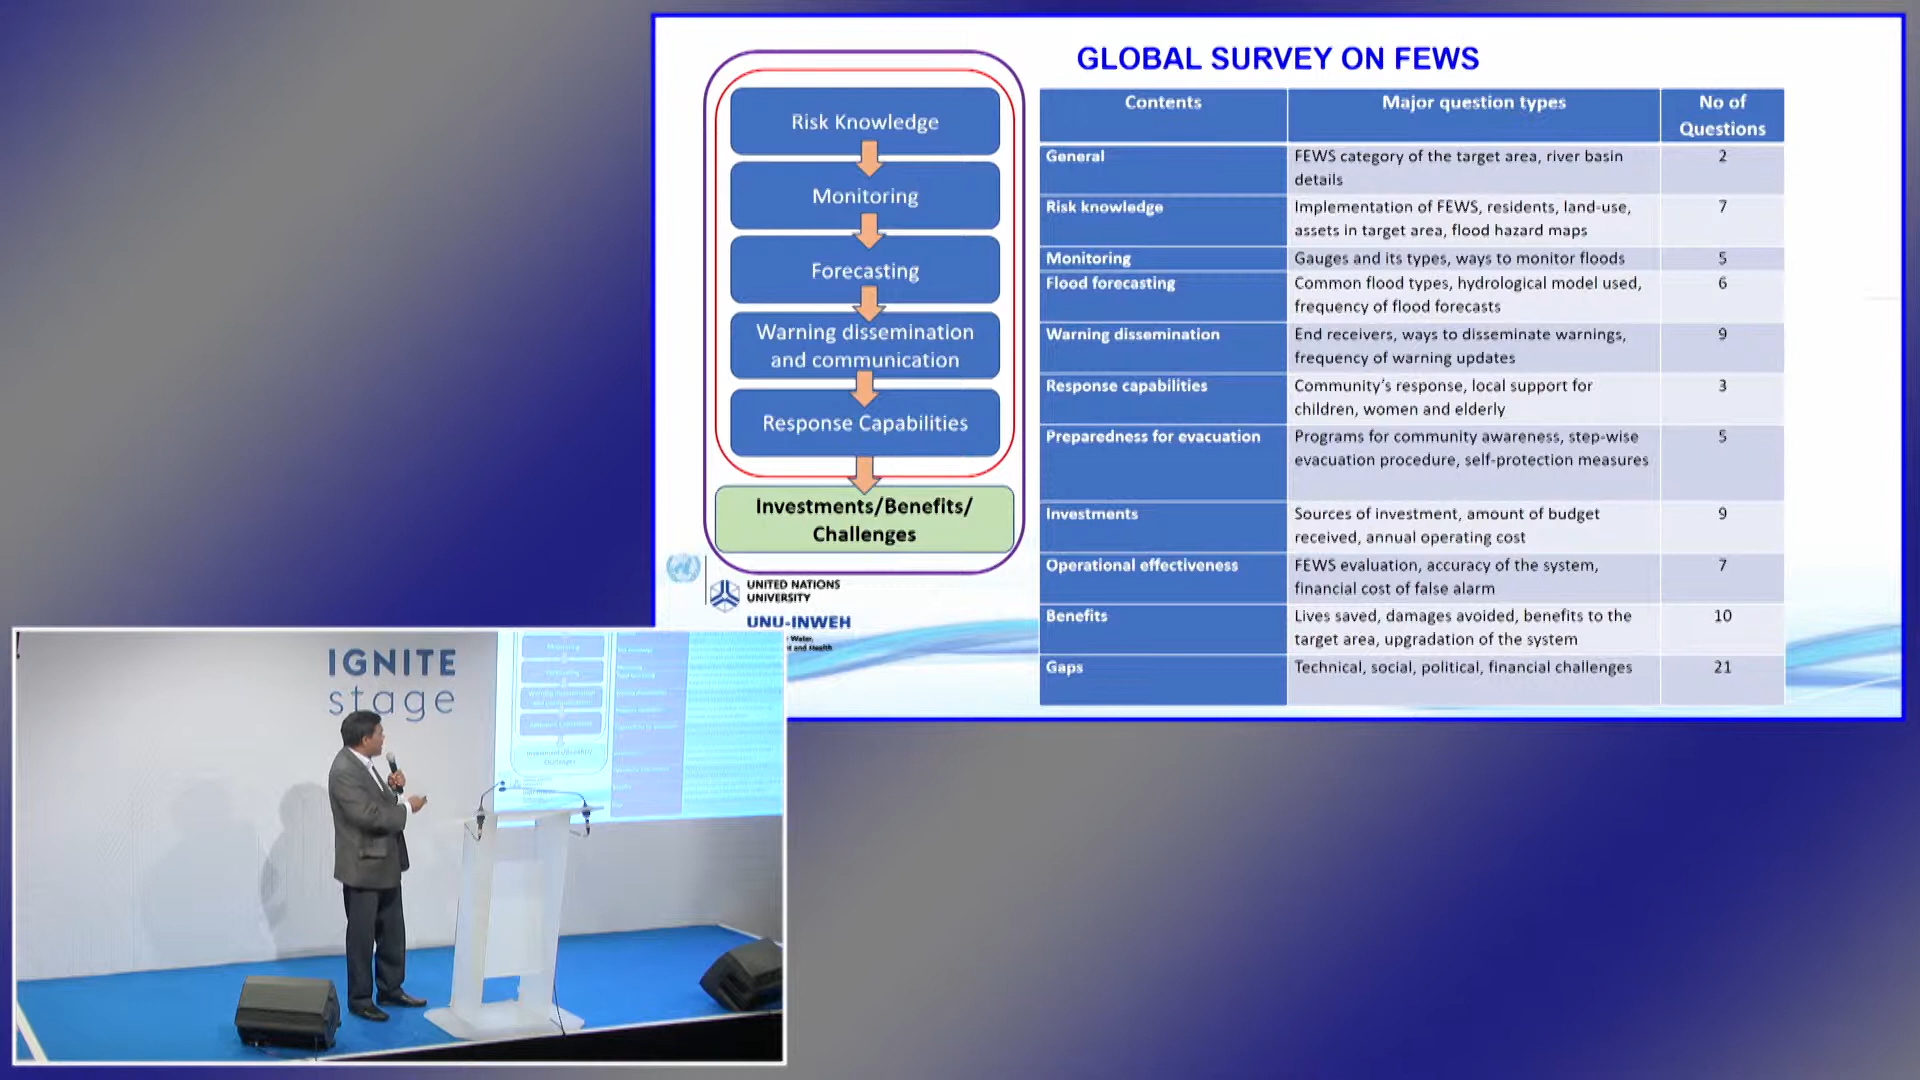 GLOBAL SURVEY ON FEWS
Risk Knowledge
Monitoring
Forecasting
Warning dissemination
and communication
Response Capabilities
Investments/Benefits/
Challenges
UNITED NATIONS
UNIVERSITY
UNU-INWEH
Water,
and Health
Contents
Major question types
No of
Questions
General
FEWS category of the target area, river basin
details
2
Risk knowledge
Implementation of FEWS, residents, land-use,
assets in target area, flood hazard maps
7
Monitoring
Gauges and its types, ways to monitor floods
5
Flood forecasting
Common flood types, hydrological model used,
frequency of flood forecasts
6
Warning dissemination
End receivers, ways to disseminate warnings,
frequency of warning updates
9
Response capabilities
Community's response, local support for
children, women and elderly
3
Preparedness for evacuation
Programs for community awareness, step-wise
evacuation procedure, self-protection measures
5
Investments
Sources of investment, amount of budget
received, annual operating cost
9
Operational effectiveness
FEWS evaluation, accuracy of the system,
financial cost of false alarm
7
Benefits
Lives saved, damages avoided, benefits to the
target area, upgradation of the system
10
Gaps
Technical, social, political, financial challenges
21
IGNITE
stage